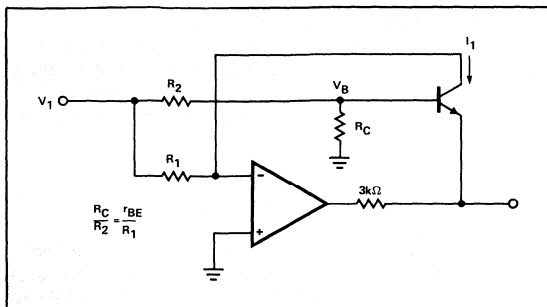 I1
R2
VB
V1
RC
R1
3kΩ
−
+
RC/R2 = rBE/R1